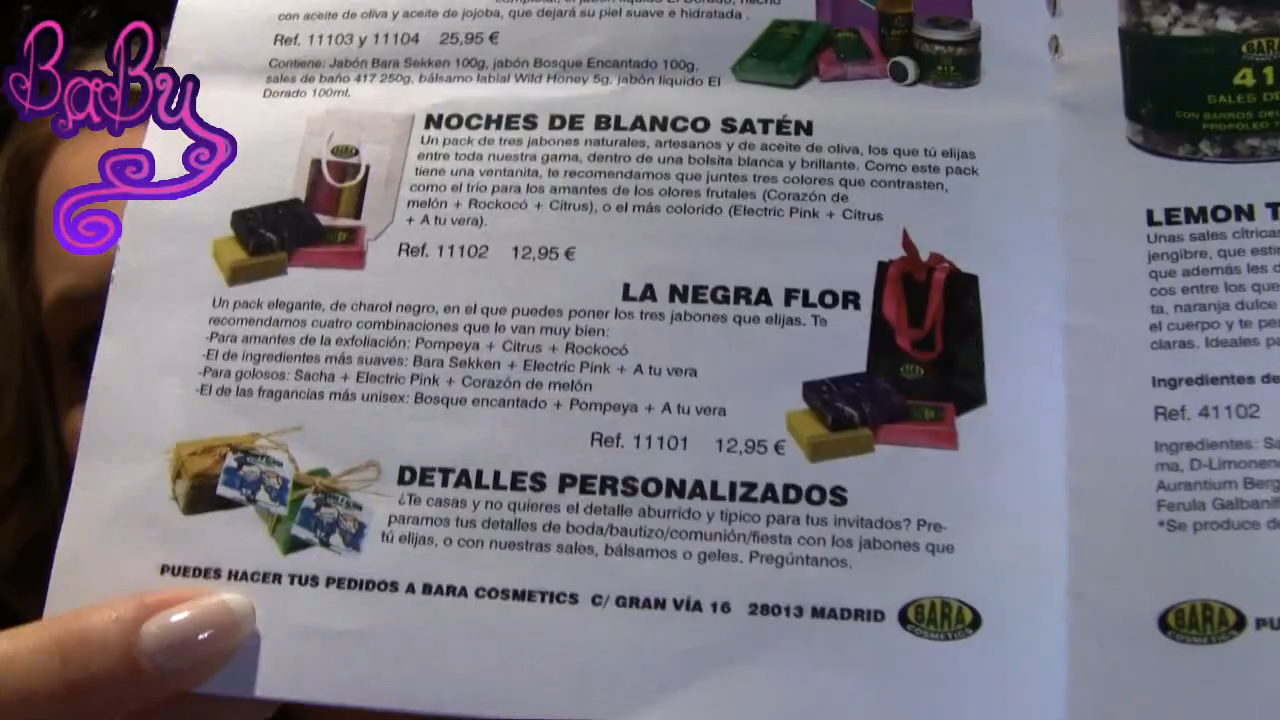 BaBy
con aceite de oliva y aceite de jojoba, que dejará su piel suave e hidratada .
Ref. 11103 y 11104 25,95 €
Contiene: Jabón Bara Sekken 100g, jabón Bosque Encantado 100g,
sales de baño 417 250g, bálsamo labial Wild Honey 5g, jabón líquido El
Dorado 100ml.
NOCHES DE BLANCO SATÉN
Un pack de tres jabones naturales, artesanos y de aceite de oliva, los que tú elijas
entre toda nuestra gama, dentro de una bolsita blanca y brillante. Como este pack
tiene una ventanita, te recomendamos que juntes tres colores que contrasten,
como el trío para los amantes de los olores frutales (Corazón de
melón + Rockocó + Citrus), o el más colorido (Electric Pink + Citrus
+ A tu vera).
Ref. 11102 12,95 €
LA NEGRA FLOR
Un pack elegante, de charol negro, en el que puedes poner los tres jabones que elijas. Te
recomendamos cuatro combinaciones que le van muy bien:
-Para amantes de la exfoliación: Pompeya + Citrus + Rockocó
-El de ingredientes más suaves: Bara Sekken + Electric Pink + A tu vera
-Para golosos: Sacha + Electric Pink + Corazón de melón
-El de las fragancias más unisex: Bosque encantado + Pompeya + A tu vera
Ref. 11101 12,95 €
DETALLES PERSONALIZADOS
¿Te casas y no quieres el detalle aburrido y típico para tus invitados? Pre-
paramos tus detalles de boda/bautizo/comunión/fiesta con los jabones que
tú elijas, o con nuestras sales, bálsamos o geles. Pregúntanos.
PUEDES HACER TUS PEDIDOS A BARA COSMETICS C/ GRAN VÍA 16 28013 MADRID
BARA
COSMETICS
BARA
41
SALES DE
CON BARROS DE
PROPOLEO
LEMON T
Unas sales cítrica
jengibre, que esti
que además les d
cos entre los que
ta, naranja dulce
el cuerpo y te pe
claras. Ideales pa
Ingredientes de
Ref. 41102
Ingredientes: S
ma, D-Limonen
Aurantium Berg
Ferula Galbanif
*Se produce d
BARA
COSMETICS
PU